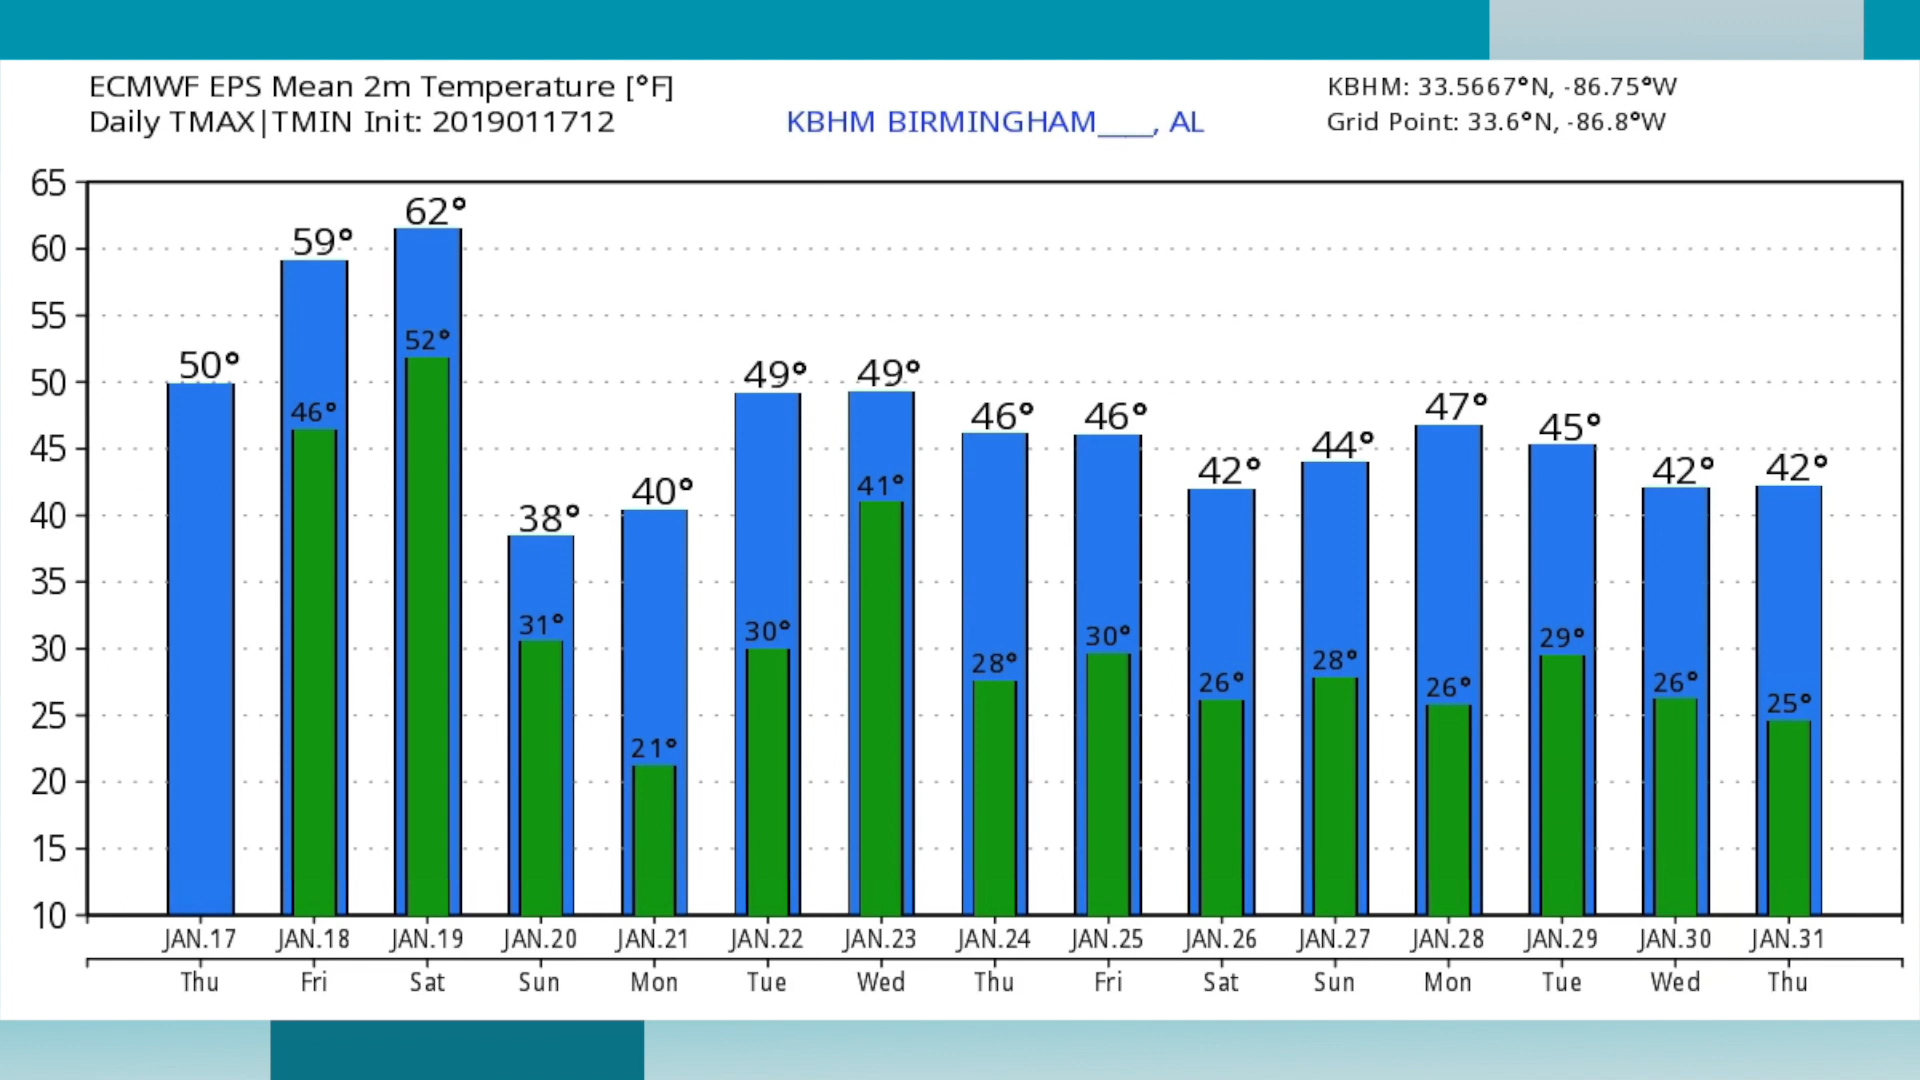 ECMWF EPS Mean 2m Temperature [°F]
Daily TMAX|TMIN Init: 2019011712
KBHM BIRMINGHAM____, AL
KBHM: 33.5667°N, -86.75°W
Grid Point: 33.6°N, -86.8°W
65
60
55
50
45
40
35
30
25
20
15
10
50° 59° 62° 38° 40° 49° 49° 46° 46° 42° 44° 47° 45° 42° 42°
46° 52° 31° 21° 30° 41° 28° 30° 26° 28° 26° 29° 26° 25°
JAN.17 JAN.18 JAN.19 JAN.20 JAN.21 JAN.22 JAN.23 JAN.24 JAN.25 JAN.26 JAN.27 JAN.28 JAN.29 JAN.30 JAN.31
Thu Fri Sat Sun Mon Tue Wed Thu Fri Sat Sun Mon Tue Wed Thu